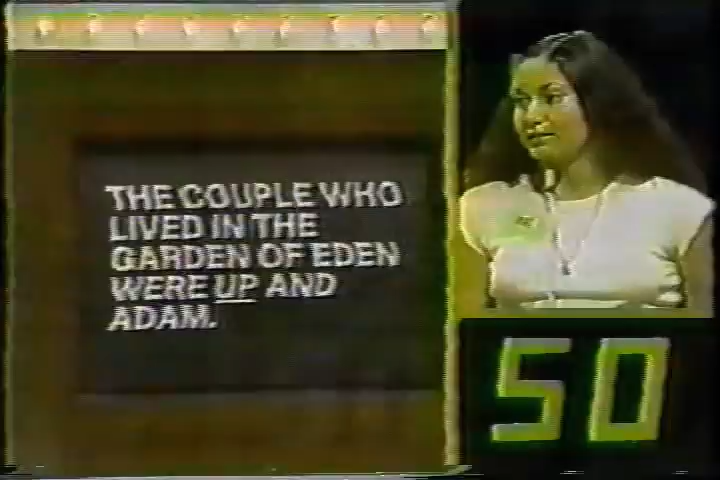 THE COUPLE WHO
LIVED IN THE
GARDEN OF EDEN
WERE UP AND
ADAM.
50